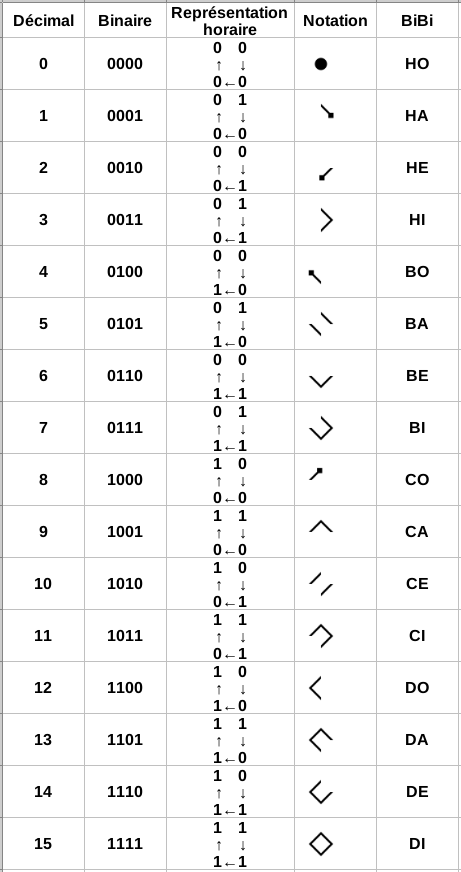 Décimal Binaire Représentation horaire Notation BiBi
0 0000 0 0 ↑ ↓ 0←0 HO
1 0001 0 1 ↑ ↓ 0←0 HA
2 0010 0 0 ↑ ↓ 0←1 HE
3 0011 0 1 ↑ ↓ 0←1 HI
4 0100 0 0 ↑ ↓ 1←0 BO
5 0101 0 1 ↑ ↓ 1←0 BA
6 0110 0 0 ↑ ↓ 1←1 BE
7 0111 0 1 ↑ ↓ 1←1 BI
8 1000 1 0 ↑ ↓ 0←0 CO
9 1001 1 1 ↑ ↓ 0←0 CA
10 1010 1 0 ↑ ↓ 0←1 CE
11 1011 1 1 ↑ ↓ 0←1 CI
12 1100 1 0 ↑ ↓ 1←0 DO
13 1101 1 1 ↑ ↓ 1←0 DA
14 1110 1 0 ↑ ↓ 1←1 DE
15 1111 1 1 ↑ ↓ 1←1 DI